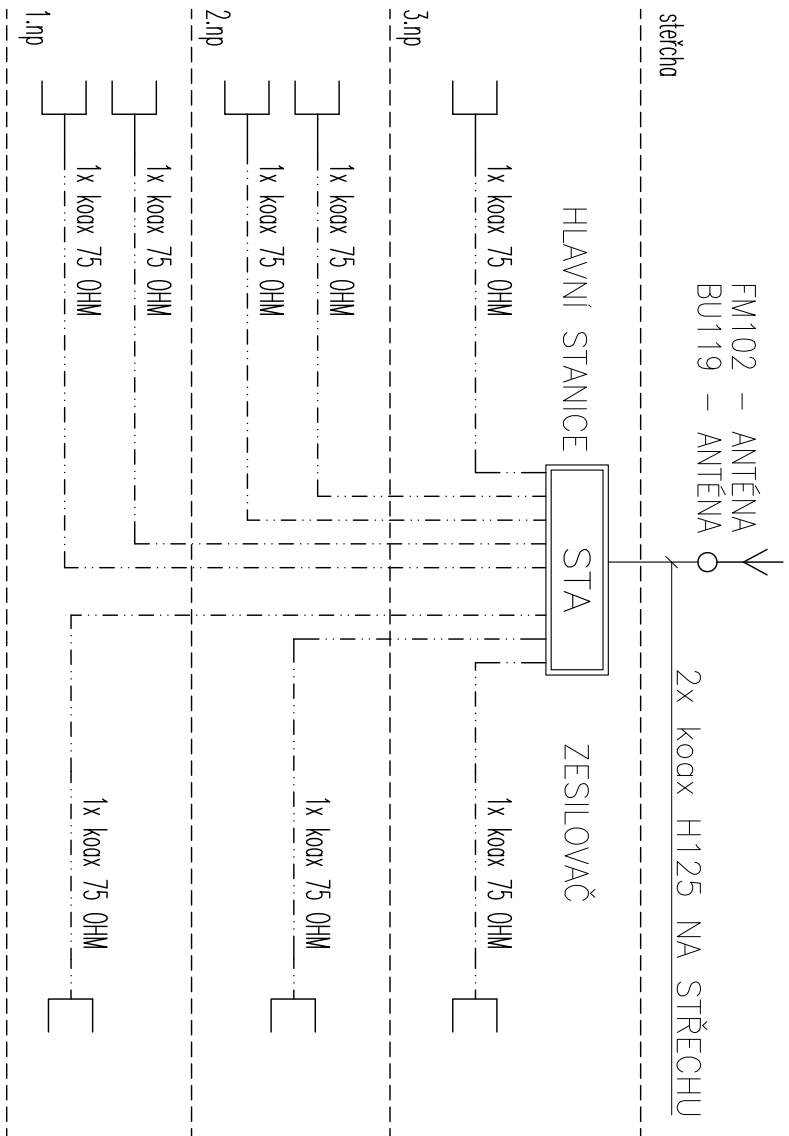 FM102 - ANTÉNA
BU119 - ANTÉNA
2x koax H125 NA STŘECHU
steřcha
HLAVNÍ STANICE
STA
ZESILOVAČ
1x koax 75 OHM
1x koax 75 OHM
3.np
1x koax 75 OHM
1x koax 75 OHM
1x koax 75 OHM
2.np
1x koax 75 OHM
1x koax 75 OHM
1x koax 75 OHM
1.np